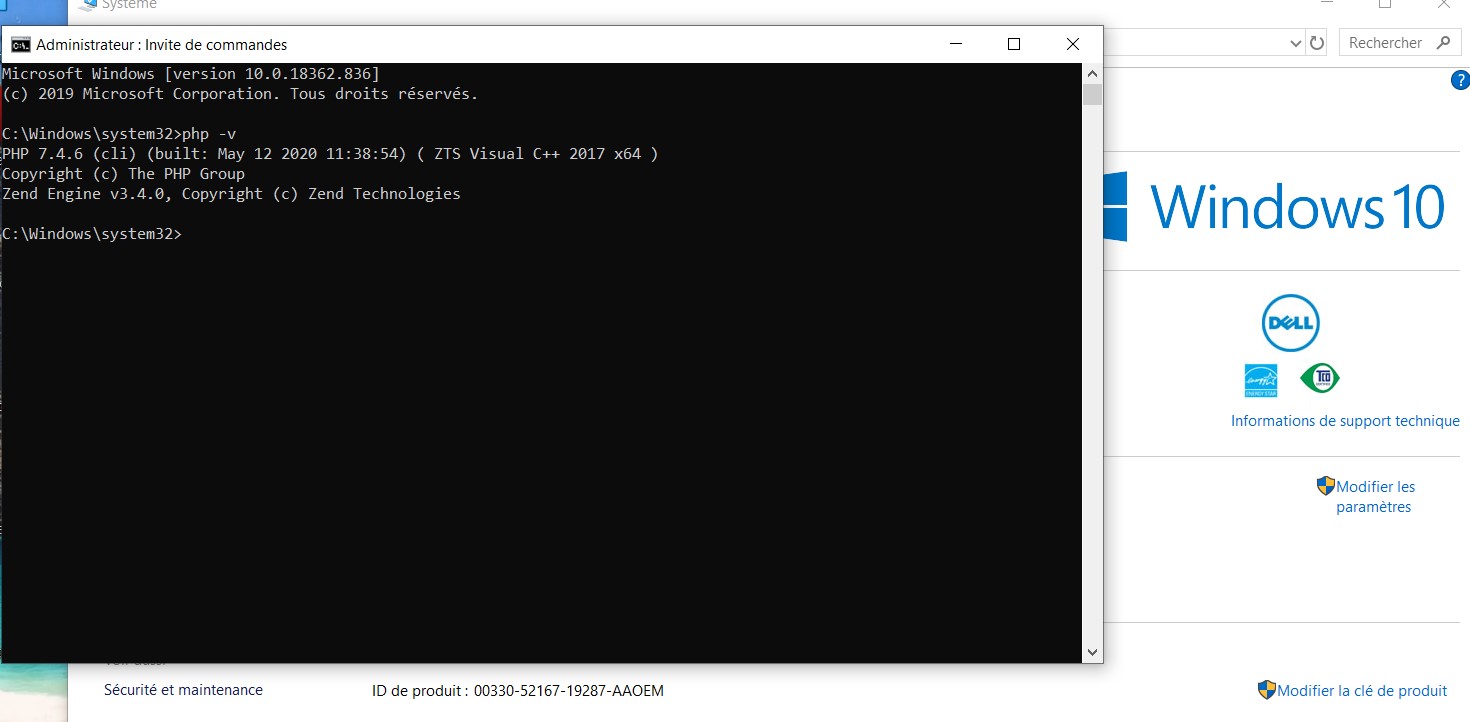 Système
Administrateur : Invite de commandes
Rechercher
Microsoft Windows [version 10.0.18362.836]
(c) 2019 Microsoft Corporation. Tous droits réservés.
C:\Windows\system32>php -v
PHP 7.4.6 (cli) (built: May 12 2020 11:38:54) ( ZTS Visual C++ 2017 x64 )
Copyright (c) The PHP Group
Zend Engine v3.4.0, Copyright (c) Zend Technologies
C:\Windows\system32>
Windows 10
DELL
energy
ENERGY STAR
TCO
Informations de support technique
Modifier les
paramètres
Sécurité et maintenance
ID de produit : 00330-52167-19287-AAOEM
Modifier la clé de produit